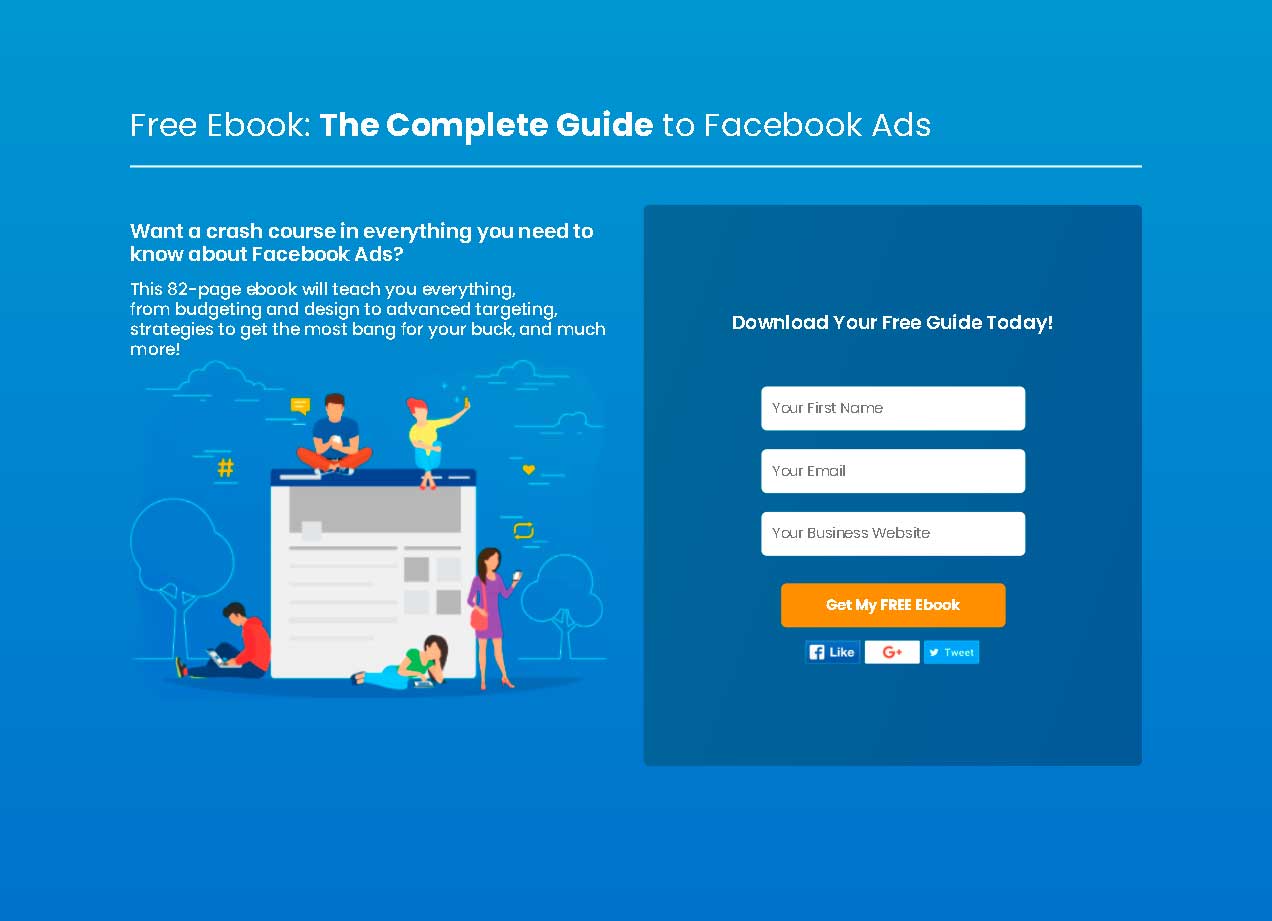 Free Ebook: The Complete Guide to Facebook Ads
Want a crash course in everything you need to
know about Facebook Ads?
This 82-page ebook will teach you everything,
from budgeting and design to advanced targeting,
strategies to get the most bang for your buck, and much
more!
#
Download Your Free Guide Today!
Your First Name
Your Email
Your Business Website
Get My FREE Ebook
Like
G+
Tweet